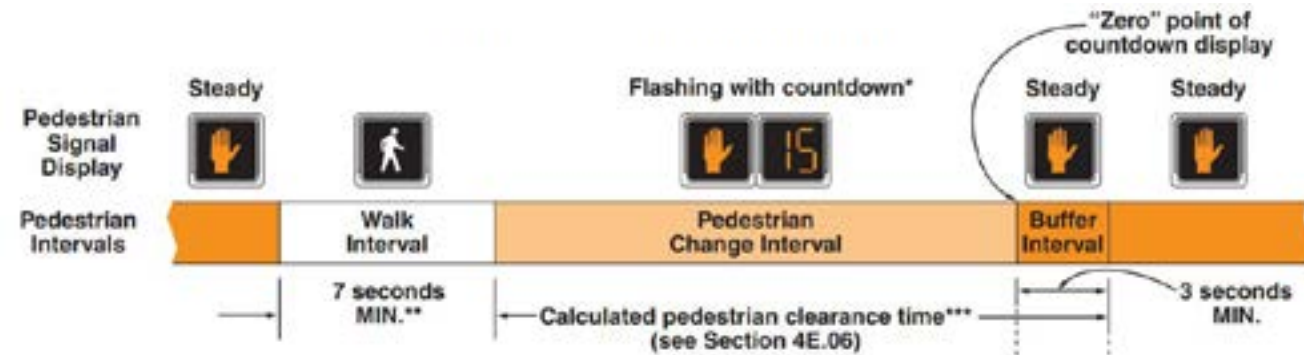 "Zero" point of
countdown display
Steady
Flashing with countdown*
Steady
Steady
Pedestrian
Signal
Display
15
Pedestrian
Intervals
Walk
Interval
Pedestrian
Change Interval
Buffer
Interval
7 seconds
MIN.**
Calculated pedestrian clearance time***
(see Section 4E.06)
3 seconds
MIN.